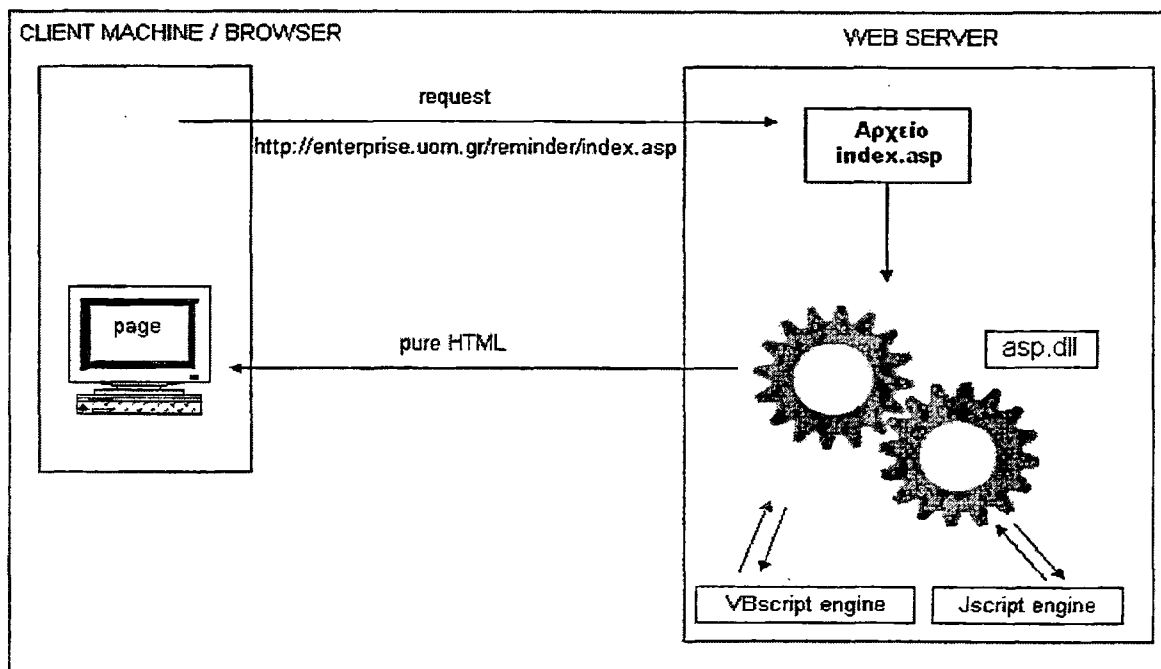 CLIENT MACHINE / BROWSER
WEB SERVER
request
http://enterprise.uom.gr/reminder/index.asp
Αρχείο
index.asp
page
pure HTML
asp.dll
VBscript engine
Jscript engine